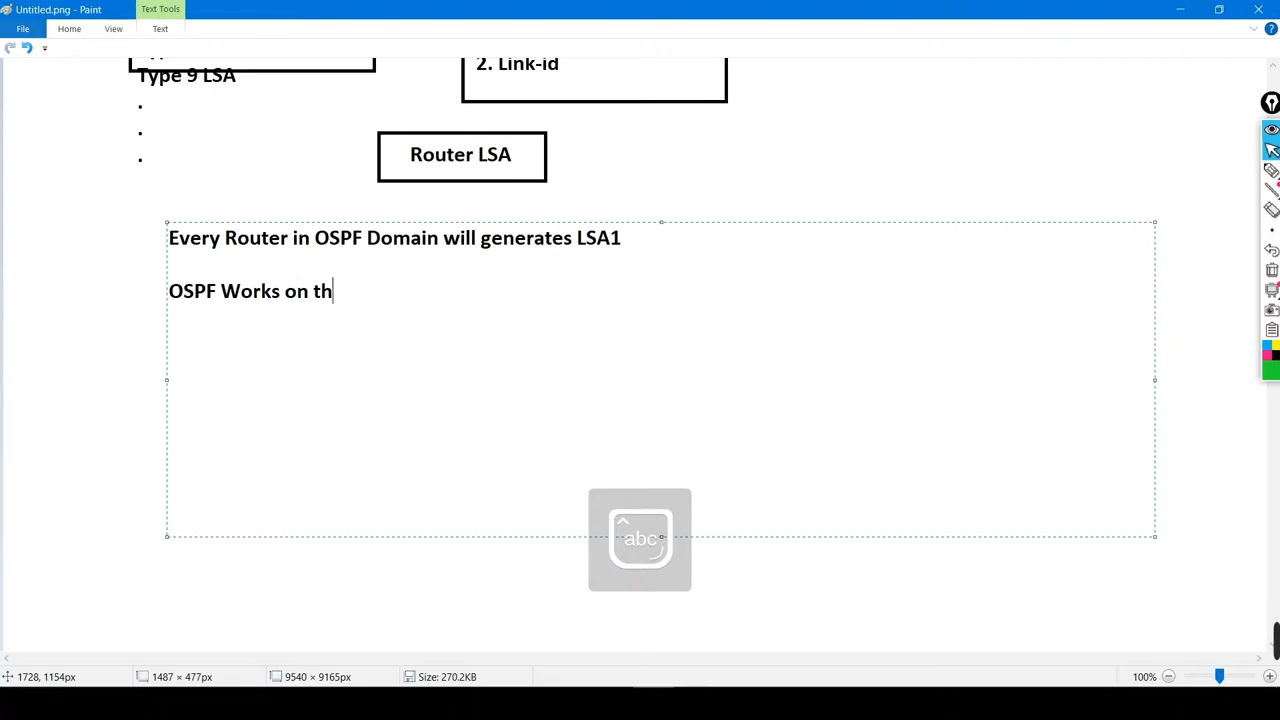 Untitled.png - Paint
Text Tools
File
Home
View
Text
Type 9 LSA
.
.
.
2. Link-id
Router LSA
Every Router in OSPF Domain will generates LSA1
OSPF Works on th
abc
1728, 1154px
1487 × 477px
9540 × 9165px
Size: 270.2KB
100%